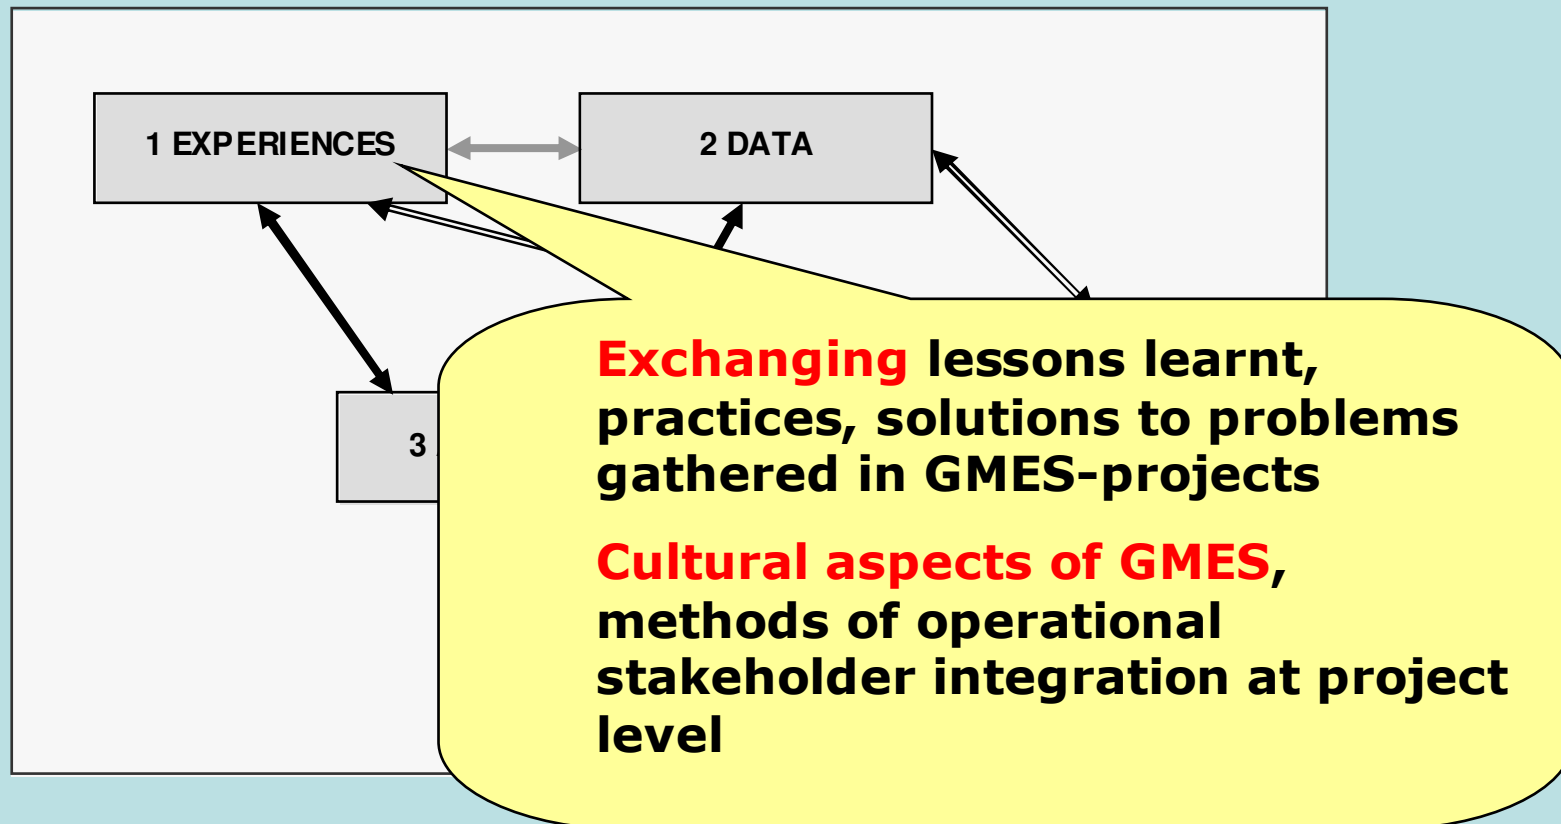 1 EXPERIENCES
2 DATA
3
Exchanging lessons learnt,
practices, solutions to problems
gathered in GMES-projects
Cultural aspects of GMES,
methods of operational
stakeholder integration at project
level